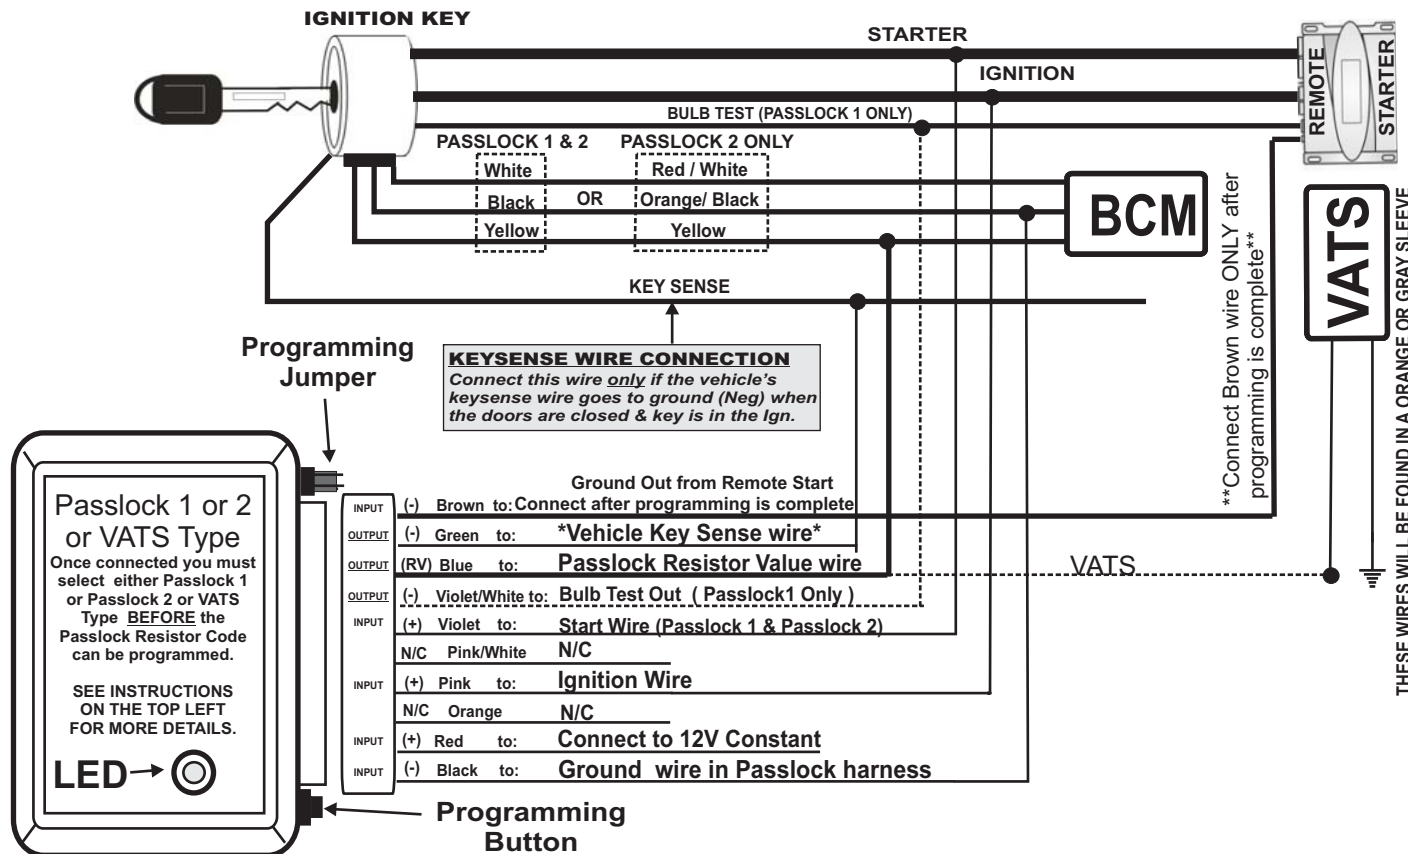 IGNITION KEY
STARTER
IGNITION
BULB TEST (PASSLOCK 1 ONLY)
REMOTE
STARTER
PASSLOCK 1 & 2
PASSLOCK 2 ONLY
White
Red / White
Black
OR
Orange/ Black
Yellow
Yellow
BCM
VATS
THESE WIRES WILL BE FOUND IN A ORANGE OR GRAY SLEEVE
**Connect Brown wire ONLY after
programming is complete**
KEY SENSE
KEYSENSE WIRE CONNECTION
Connect this wire only if the vehicle's
keysense wire goes to ground (Neg) when
the doors are closed & key is in the Ign.
Programming
Jumper
Passlock 1 or 2
or VATS Type
Once connected you must
select either Passlock 1
or Passlock 2 or VATS
Type BEFORE the
Passlock Resistor Code
can be programmed.
SEE INSTRUCTIONS
ON THE TOP LEFT
FOR MORE DETAILS.
LED
Ground Out from Remote Start
INPUT (-) Brown to: Connect after programming is complete
OUTPUT (-) Green to: *Vehicle Key Sense wire*
OUTPUT (RV) Blue to: Passlock Resistor Value wire
VATS
OUTPUT (-) Violet/White to: Bulb Test Out ( Passlock1 Only )
INPUT (+) Violet to: Start Wire (Passlock 1 & Passlock 2)
N/C Pink/White N/C
INPUT (+) Pink to: Ignition Wire
N/C Orange N/C
INPUT (+) Red to: Connect to 12V Constant
INPUT (-) Black to: Ground wire in Passlock harness
Programming
Button